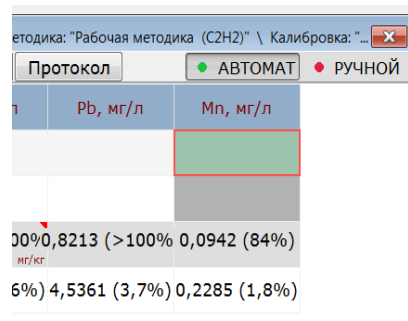 етодика: "Рабочая методика (C2H2)" \ Калибровка: "...
Протокол АВТОМАТ РУЧНОЙ
л Pb, мг/л Mn, мг/л
00% 0,8213 (>100% 0,0942 (84%)
мг/кг
6%) 4,5361 (3,7%) 0,2285 (1,8%)